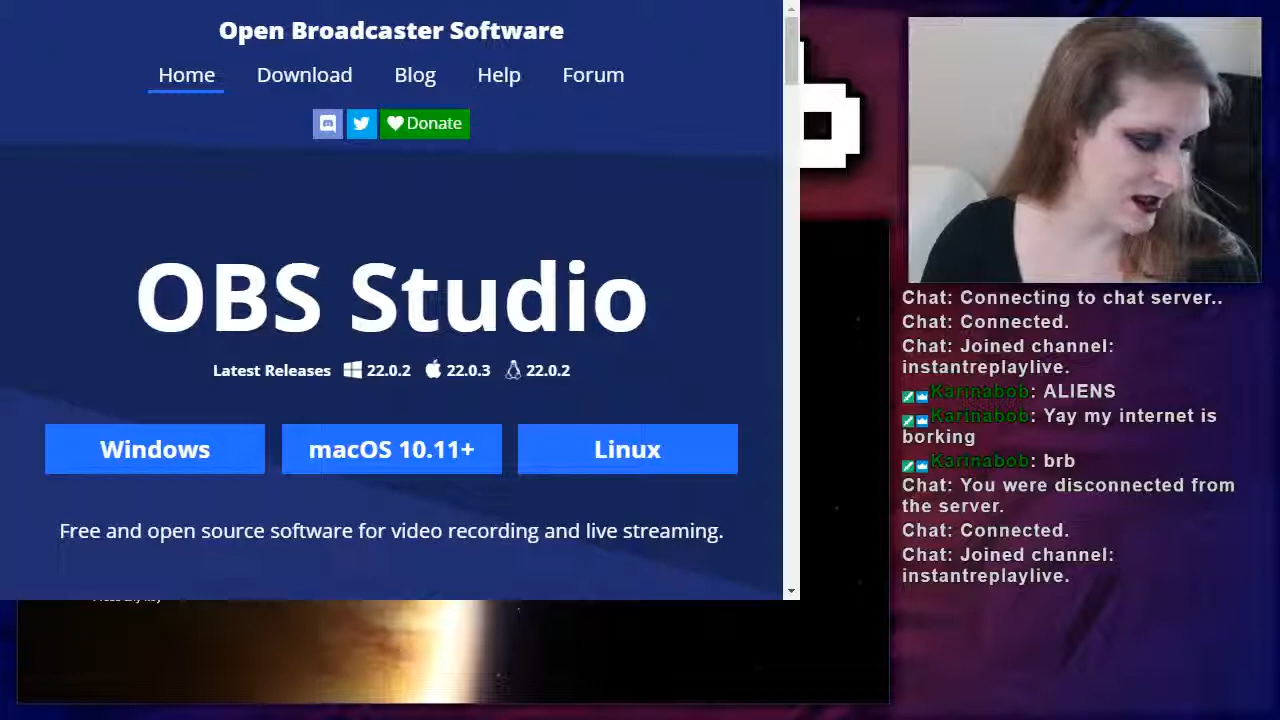 Open Broadcaster Software
Home
Download
Blog
Help
Forum
Donate
OBS Studio
Latest Releases 22.0.2 22.0.3 22.0.2
Windows
macOS 10.11+
Linux
Free and open source software for video recording and live streaming.
b
Chat: Connecting to chat server..
Chat: Connected.
Chat: Joined channel:
instantreplaylive.
Karinabob: ALIENS
Karinabob: Yay my internet is
borking
Karinabob: brb
Chat: You were disconnected from
the server.
Chat: Connected.
Chat: Joined channel:
instantreplaylive.